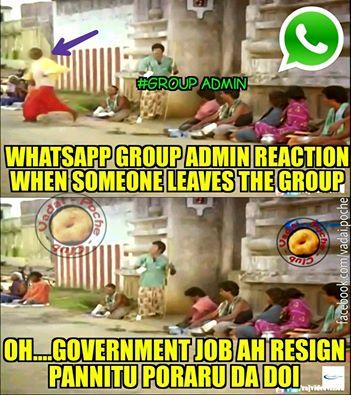 #GROUP ADMIN
WHATSAPP GROUP ADMIN REACTION
WHEN SOMEONE LEAVES THE GROUP
Vadai Poche
Club
Vadai Poche
Club
facebook.com/vadai.poche
OH....GOVERNMENT JOB AH RESIGN
PANNITU PORARU DA DOI